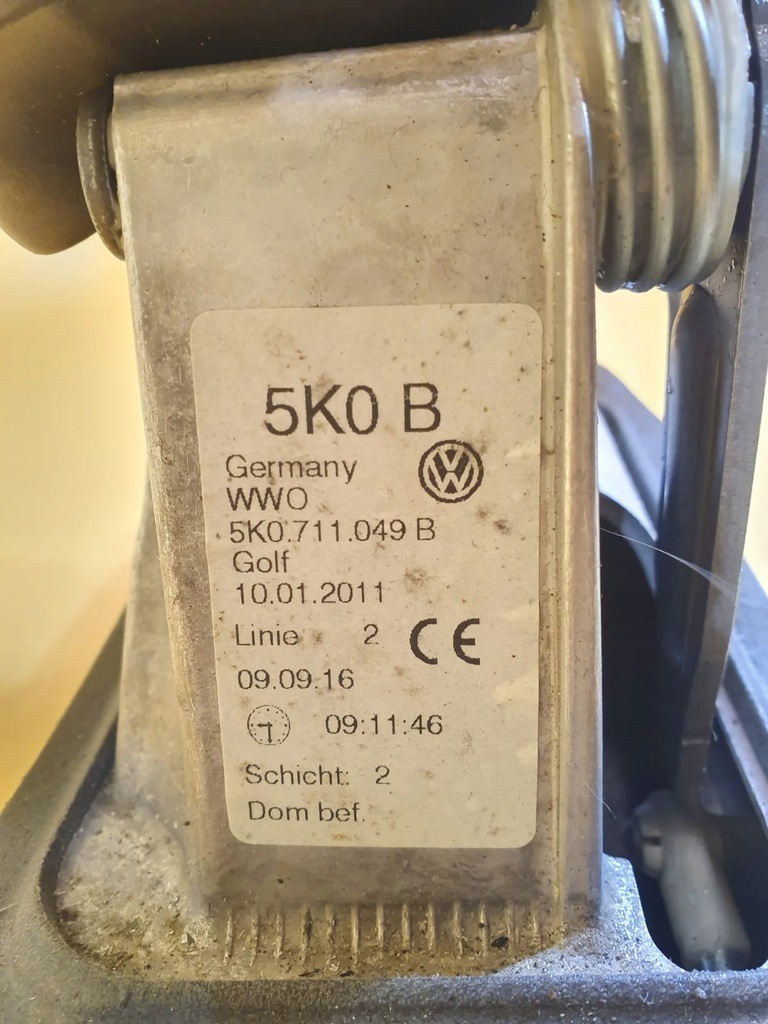 5K0 B
Germany
WWO
5K0.711.049 B
Golf
10.01.2011
Linie 2 CE
09.09.16
09:11:46
Schicht: 2
Dom bef.